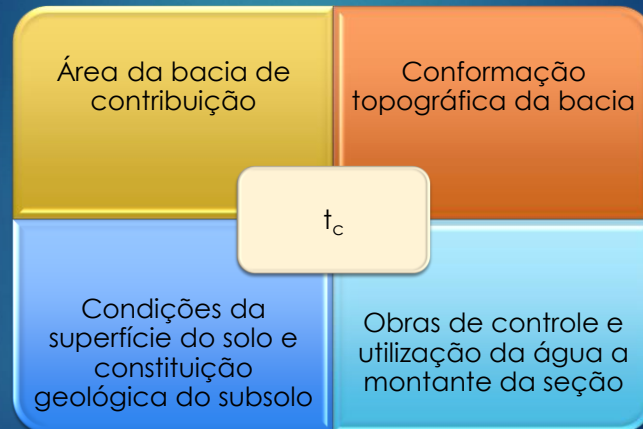 Área da bacia de
contribuição
Conformação
topográfica da bacia
t_c
Condições da
superfície do solo e
constituição
geológica do subsolo
Obras de controle e
utilização da água a
montante da seção